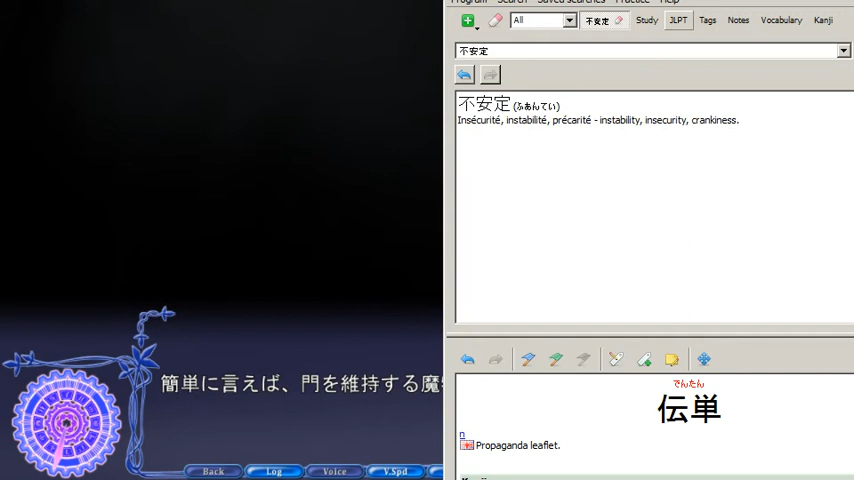 Program Search Saved searches Practice Help
All 不安定 Study JLPT Tags Notes Vocabulary Kanji
不安定
不安定 (ふあんてい)
Insécurité, instabilité, précarité - instability, insecurity, crankiness.
でんたん
伝単
n
Propaganda leaflet.
簡単に言えば、門を維持する魔
Back Log Voice V.Spd